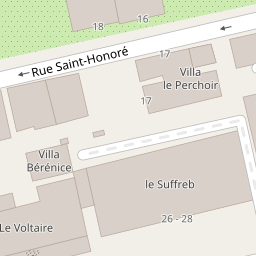 18
16
Rue Saint-Honoré
17
Villa
le Perchoir
17
Villa
Bérénice
le Suffreb
26 - 28
Le Voltaire